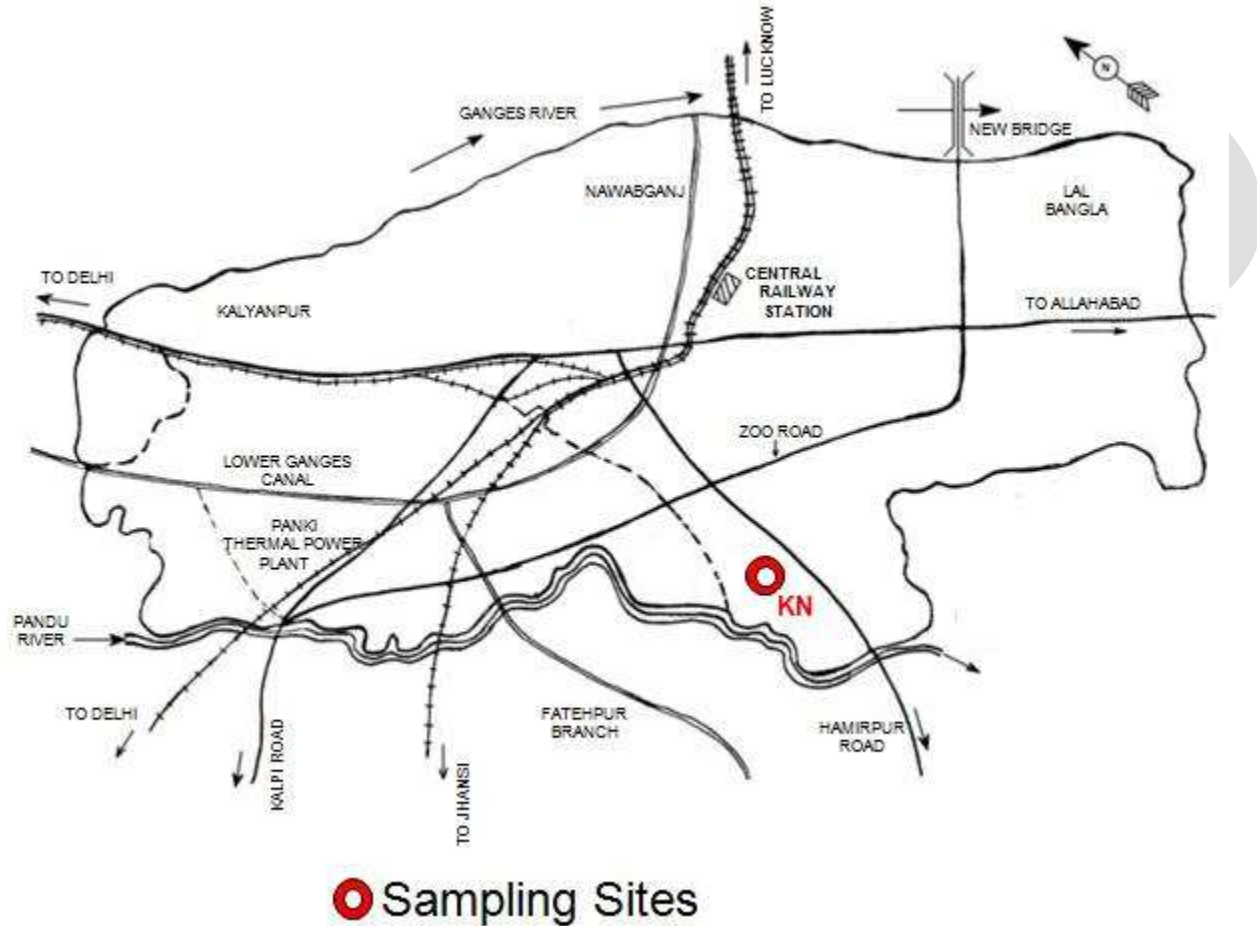 TO LUCKNOW
N
GANGES RIVER
NEW BRIDGE
NAWABGANJ
LAL
BANGLA
TO DELHI
CENTRAL
RAILWAY
STATION
KALYANPUR
TO ALLAHABAD
ZOO ROAD
LOWER GANGES
CANAL
PANKI
THERMAL POWER
PLANT
KN
PANDU
RIVER
TO DELHI
FATEHPUR
BRANCH
HAMIRPUR
ROAD
KALPI ROAD
TO JHANSI
Sampling Sites